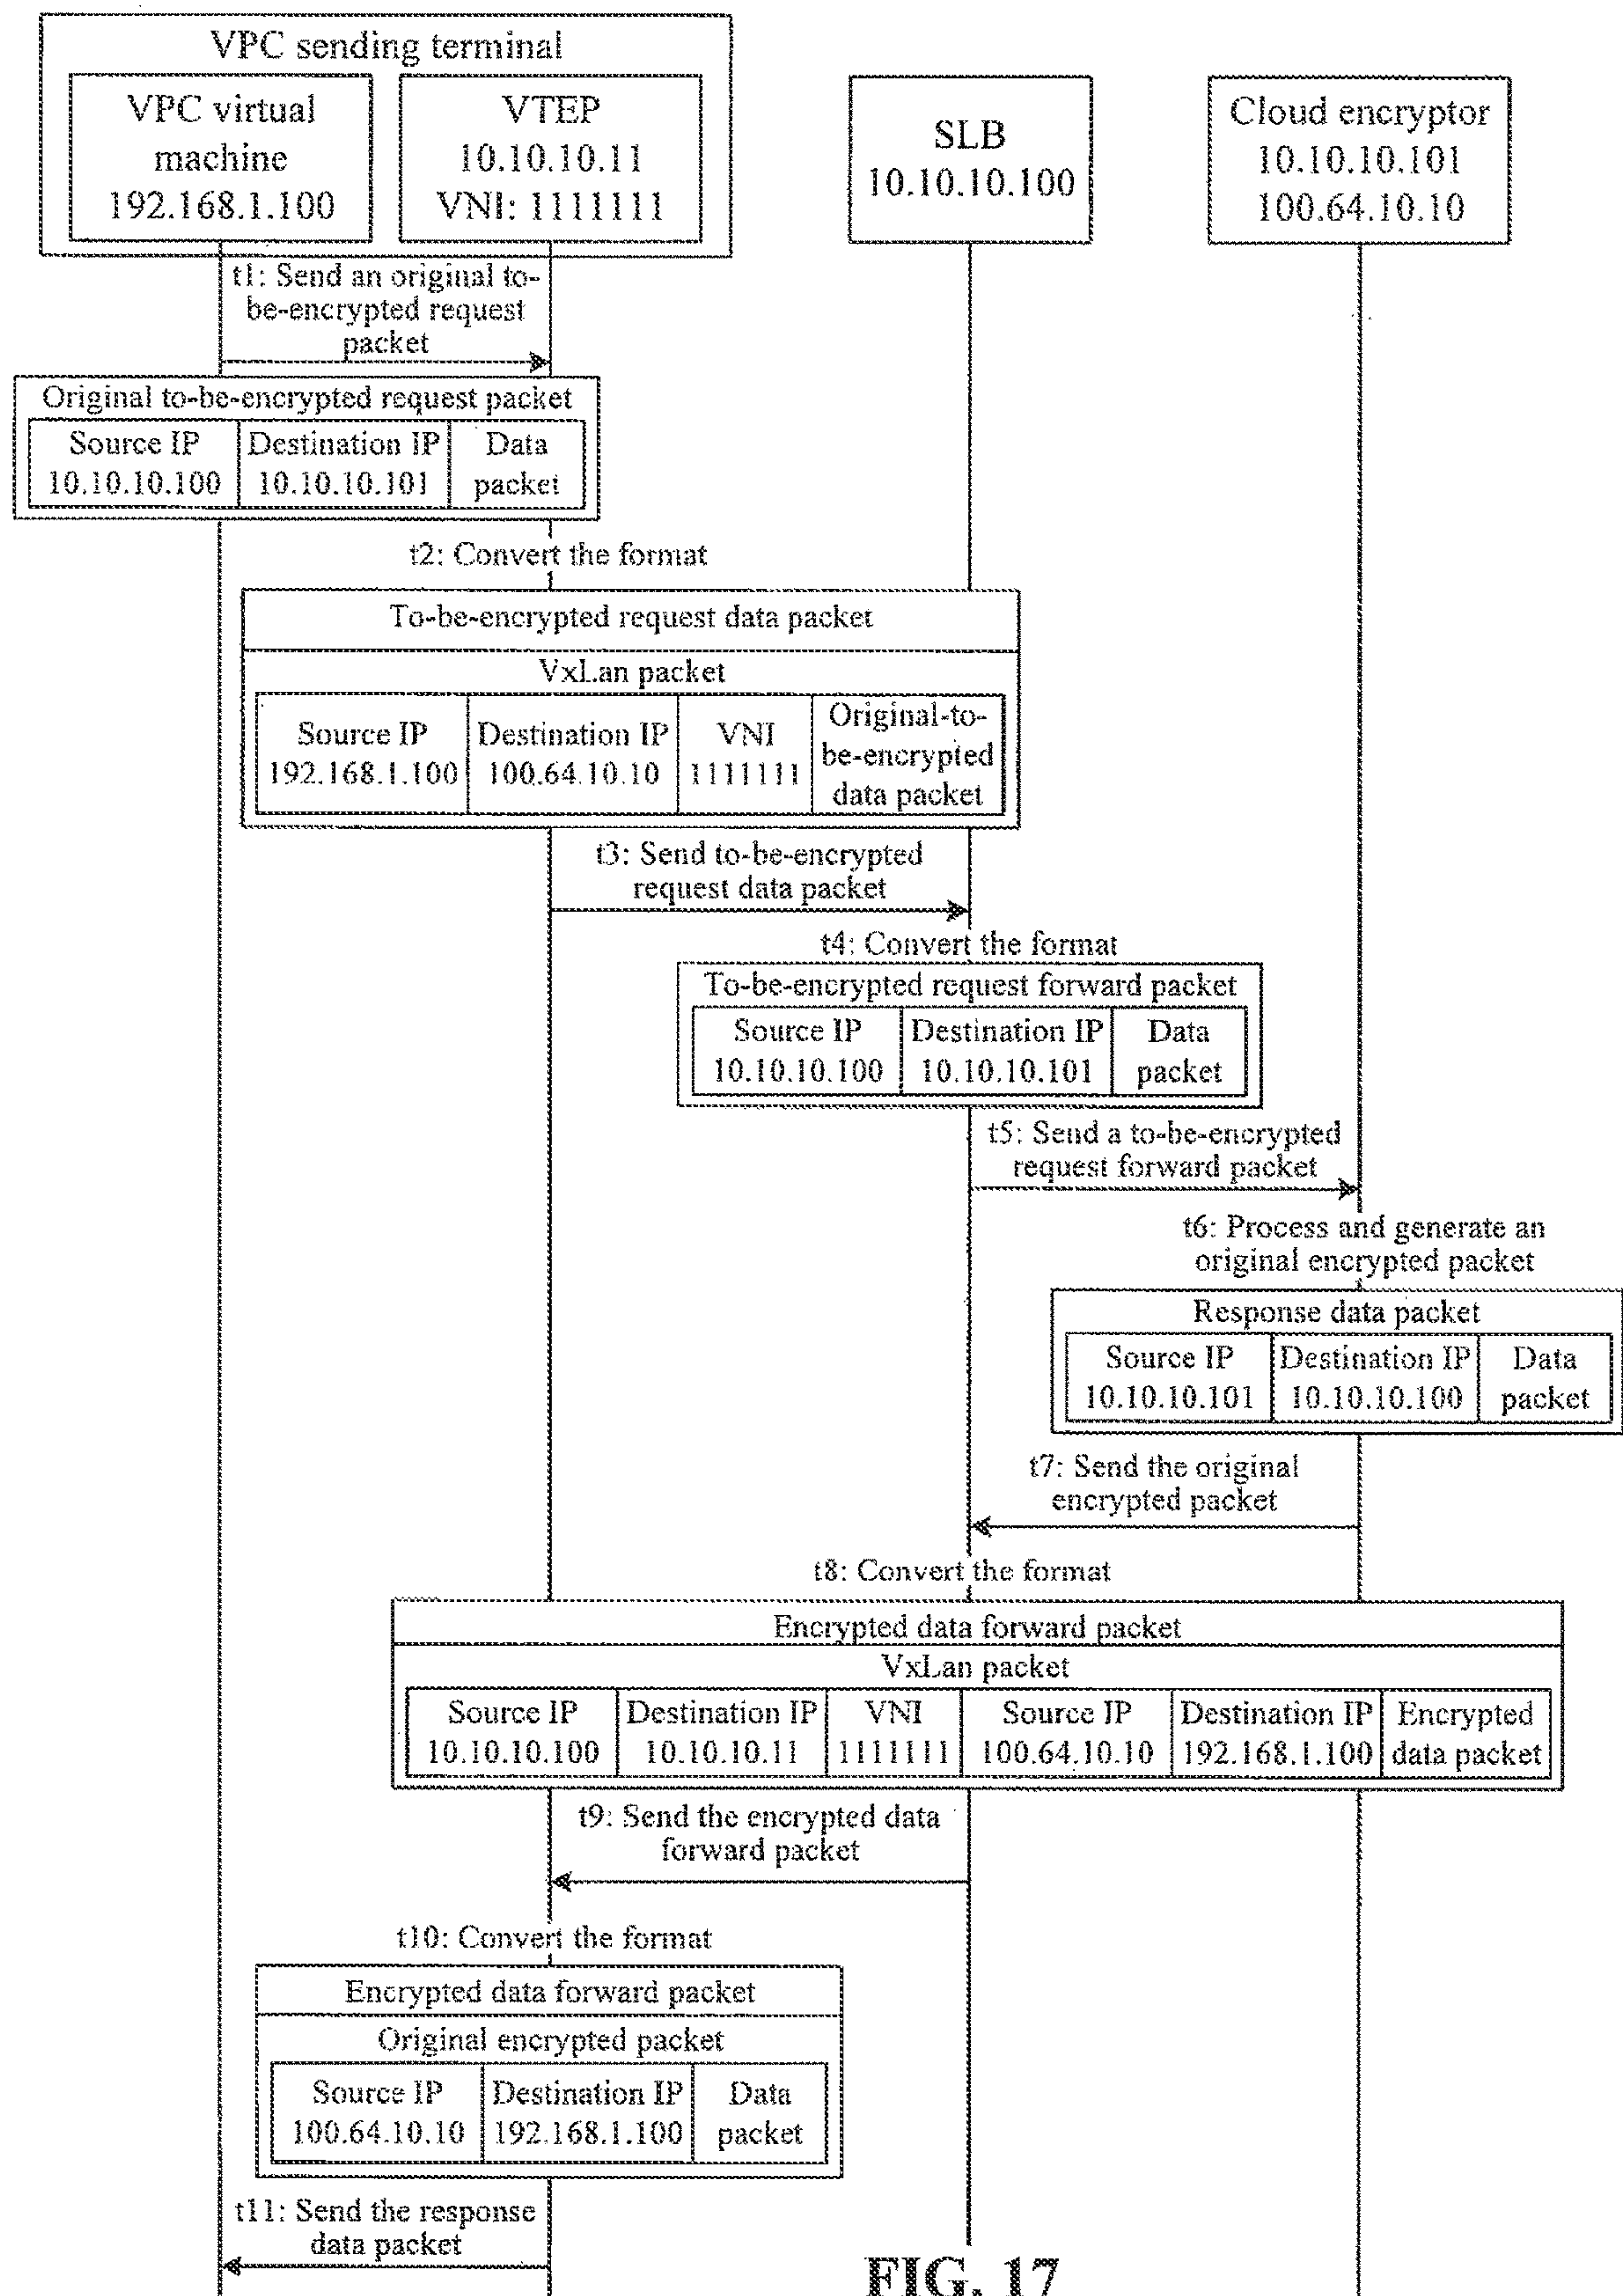 VPC sending terminal
VPC virtual
machine
192.168.1.100
VTEP
10.10.10.11
VNI: 1111111
SLB
10.10.10.100
Cloud encryptor
10.10.10.101
100.64.10.10
t1: Send an original to-
be-encrypted request
packet
Original to-be-encrypted request packet
Source IP
10.10.10.100
Destination IP
10.10.10.101
Data
packet
t2: Convert the format
To-be-encrypted request data packet
VxLan packet
Source IP
192.168.1.100
Destination IP
100.64.10.10
VNI
1111111
Original-to-
be-encrypted
data packet
t3: Send to-be-encrypted
request data packet
t4: Convert the format
To-be-encrypted request forward packet
Source IP
10.10.10.100
Destination IP
10.10.10.101
Data
packet
t5: Send a to-be-encrypted
request forward packet
t6: Process and generate an
original encrypted packet
Response data packet
Source IP
10.10.10.101
Destination IP
10.10.10.100
Data
packet
t7: Send the original
encrypted packet
t8: Convert the format
Encrypted data forward packet
VxLan packet
Source IP
10.10.10.100
Destination IP
10.10.10.11
VNI
1111111
Source IP
100.64.10.10
Destination IP
192.168.1.100
Encrypted
data packet
t9: Send the encrypted data
forward packet
t10: Convert the format
Encrypted data forward packet
Original encrypted packet
Source IP
100.64.10.10
Destination IP
192.168.1.100
Data
packet
t11: Send the response
data packet
FIG. 17